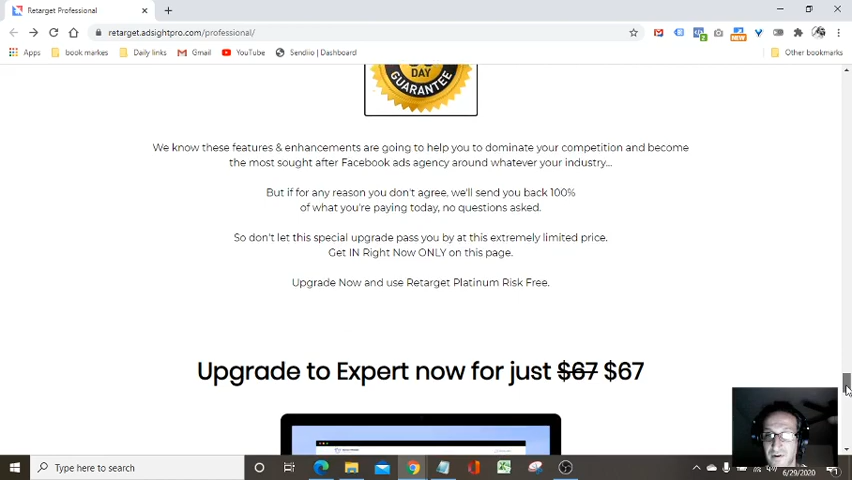 Retarget Professional
retarget.adsightpro.com/professional/
Apps
book markes
Daily links
Gmail
YouTube
Sendiio | Dashboard
Other bookmarks
NEW
2
DAY
GUARANTEE
We know these features & enhancements are going to help you to dominate your competition and become
the most sought after Facebook ads agency around whatever your industry...
But if for any reason you don't agree, we'll send you back 100%
of what you're paying today, no questions asked.
So don't let this special upgrade pass you by at this extremely limited price.
Get IN Right Now ONLY on this page.
Upgrade Now and use Retarget Platinum Risk Free.
Upgrade to Expert now for just $67 $67
Type here to search
6/29/2020